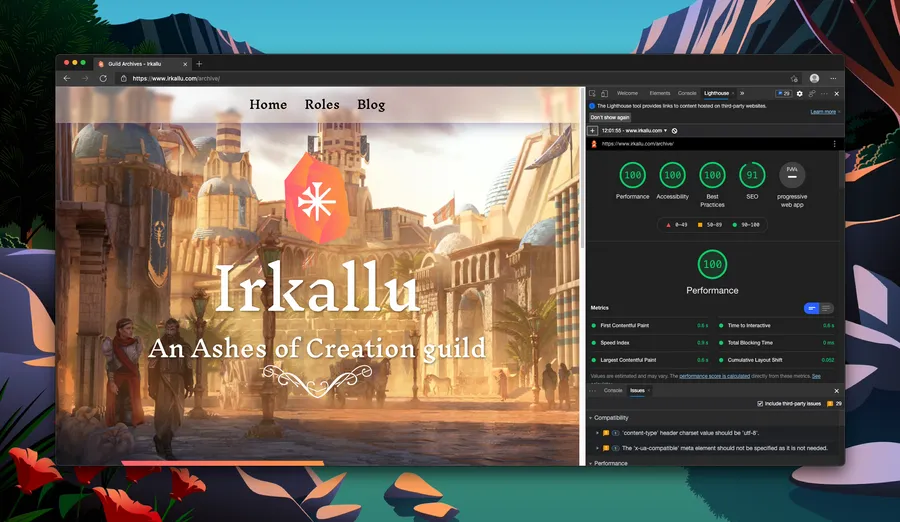 Guild Archives – Irkallu
https://www.irkallu.com/archive/
Home Roles Blog
Irkallu
An Ashes of Creation guild
Welcome Elements Console Lighthouse 29
The Lighthouse tool provides links to content hosted on third-party websites.
Learn more
Don't show again
12:01:55 - www.irkallu.com
https://www.irkallu.com/archive/
100 100 100 91 PWA
Performance Accessibility Best Practices SEO progressive web app
0–49 50–89 90–100
100
Performance
Metrics
First Contentful Paint 0.6 s Time to Interactive 0.6 s
Speed Index 0.9 s Total Blocking Time 0 ms
Largest Contentful Paint 0.6 s Cumulative Layout Shift 0.052
Values are estimated and may vary. The performance score is calculated directly from these metrics. See
Console Issues
Include third-party issues 29
Compatibility
1 'content-type' header charset value should be 'utf-8'.
1 The 'x-ua-compatible' meta element should not be specified as it is not needed.
Performance